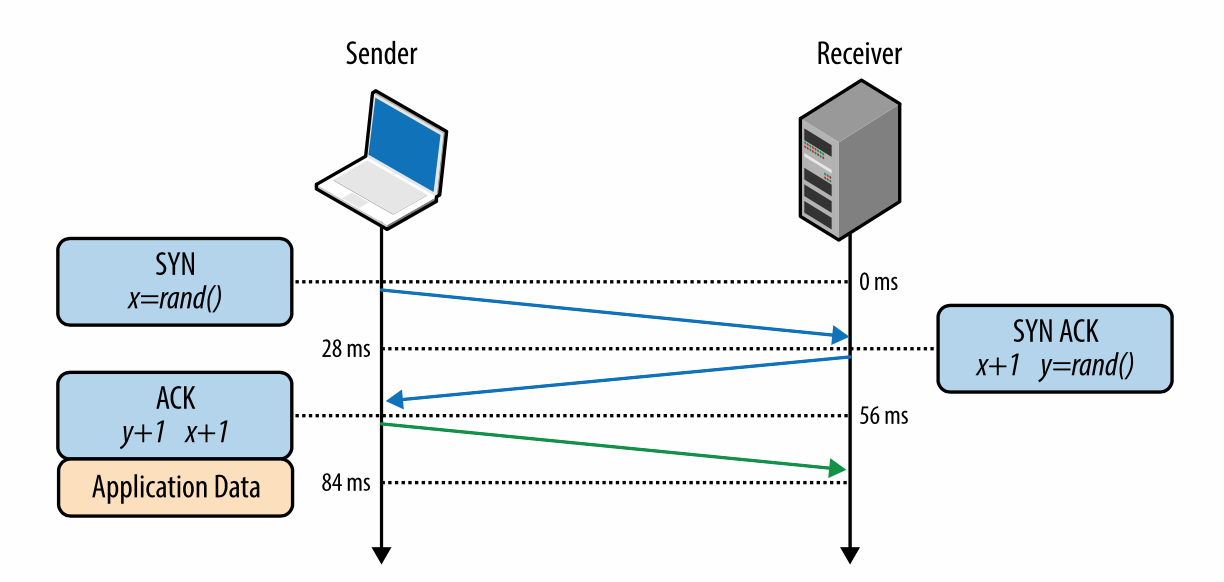 Sender
Receiver
SYN
x=rand()
0 ms
SYN ACK
x+1 y=rand()
28 ms
ACK
y+1 x+1
56 ms
Application Data
84 ms